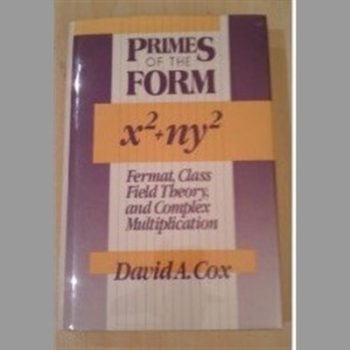 PRIMES
OF THE
FORM
x²+ny²
Fermat, Class
Field Theory,
and Complex
Multiplication
David A. Cox